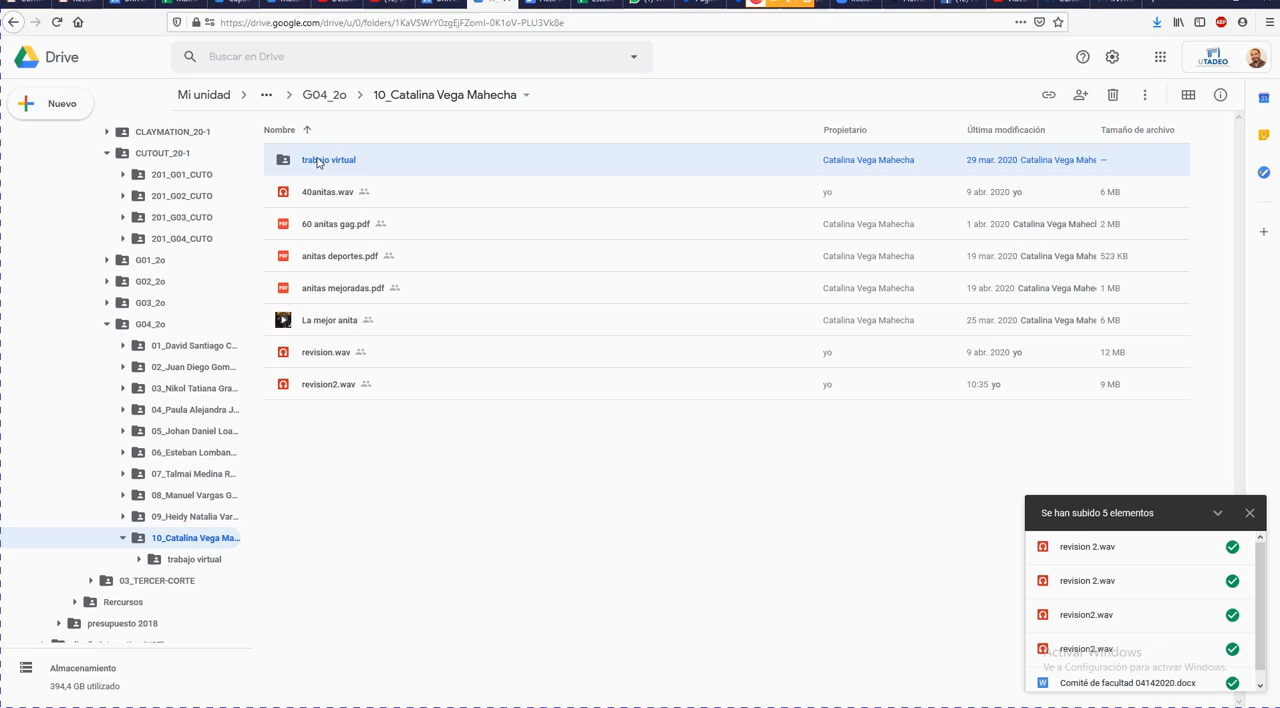 https://drive.google.com/drive/u/0/folders/1KaVSWrY0zgEjFZomI-0K1oV-PLU3Vk8e
ABP
Drive
Buscar en Drive
UTADEO
Nuevo
Mi unidad
G04_2o
10_Catalina Vega Mahecha
Nombre
Propietario
Última modificación
Tamaño de archivo
trabajo virtual
Catalina Vega Mahecha
29 mar. 2020 Catalina Vega Mahe
—
40anitas.wav
yo
9 abr. 2020 yo
6 MB
60 anitas gag.pdf
Catalina Vega Mahecha
1 abr. 2020 Catalina Vega Mahecl
2 MB
anitas deportes.pdf
Catalina Vega Mahecha
19 mar. 2020 Catalina Vega Mahe
523 KB
anitas mejoradas.pdf
Catalina Vega Mahecha
19 abr. 2020 Catalina Vega Mahe
1 MB
La mejor anita
Catalina Vega Mahecha
25 mar. 2020 Catalina Vega Mahe
6 MB
revision.wav
yo
9 abr. 2020 yo
12 MB
revision2.wav
yo
10:35 yo
9 MB
CLAYMATION_20-1
CUTOUT_20-1
201_G01_CUTO
201_G02_CUTO
201_G03_CUTO
201_G04_CUTO
G01_2o
G02_2o
G03_2o
G04_2o
01_David Santiago C...
02_Juan Diego Gom...
03_Nikol Tatiana Gra...
04_Paula Alejandra J...
05_Johan Daniel Loa...
06_Esteban Lomban...
07_Talmai Medina R...
08_Manuel Vargas G...
09_Heidy Natalia Var...
10_Catalina Vega Ma...
trabajo virtual
03_TERCER-CORTE
Rercursos
presupuesto 2018
Almacenamiento
394,4 GB utilizado
Se han subido 5 elementos
revision 2.wav
revision 2.wav
revision2.wav
revision2.wav
Comité de facultad 04142020.docx
Activar Windows
Ve a Configuración para activar Windows.